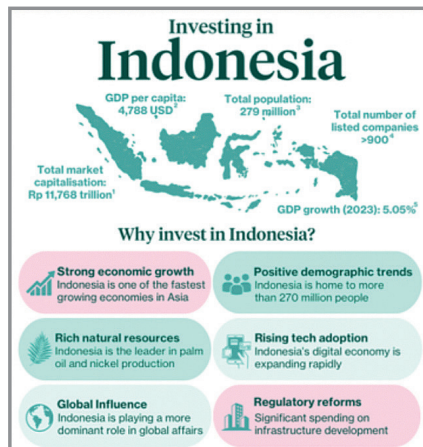 Investing in
Indonesia
GDP per capita:
4,788 USD²
Total population:
279 million³
Total number of
listed companies
>900⁴
Total market
capitalisation:
Rp 11,768 trillion¹
GDP growth (2023): 5.05%⁵
Why invest in Indonesia?
Strong economic growth
Indonesia is one of the fastest
growing economies in Asia
Positive demographic trends
Indonesia is home to more
than 270 million people
Rich natural resources
Indonesia is the leader in palm
oil and nickel production
Rising tech adoption
Indonesia's digital economy is
expanding rapidly
Global Influence
Indonesia is playing a more
dominant role in global affairs
Regulatory reforms
Significant spending on
infrastructure development